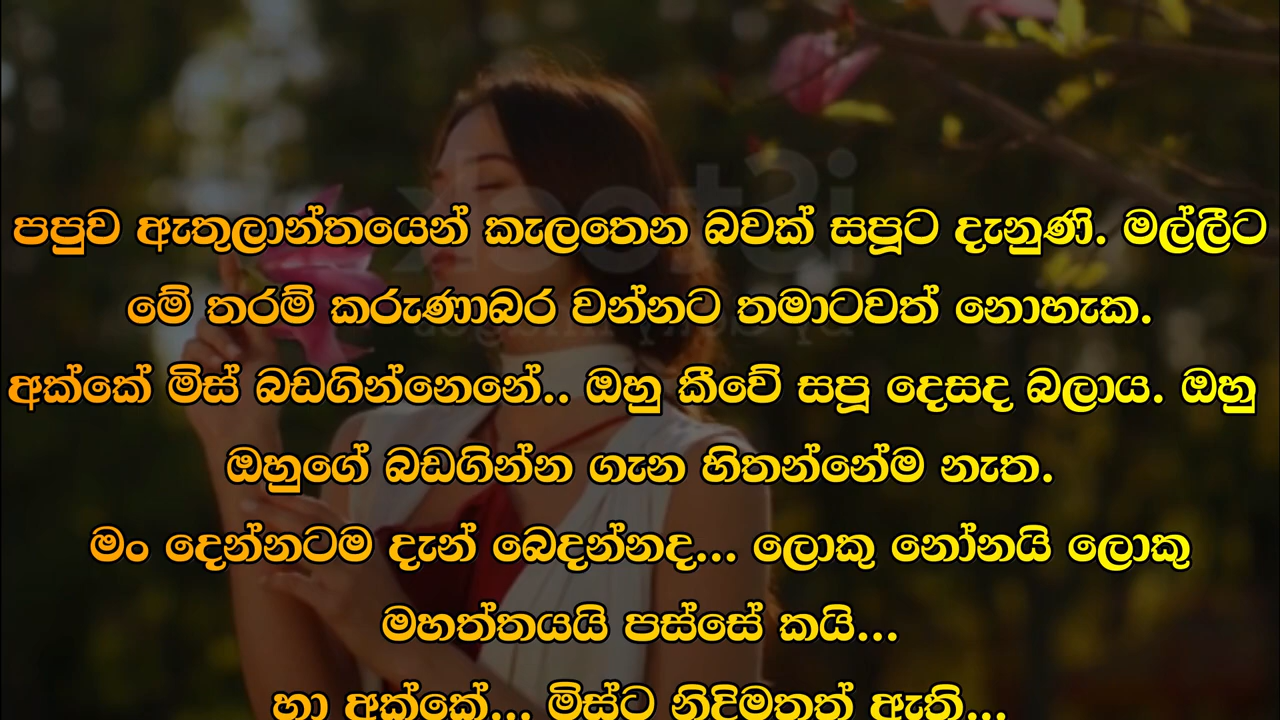 පපුව ඇතුලාන්තයෙන් කැලතෙන බවක් සපූට දැනුණි. මල්ලීට
මේ තරම් කරුණාබර වන්නට තමාටවත් නොහැක.
අක්කේ මිස් බඩගින්නෙනේ.. ඔහු කීවේ සපූ දෙසද බලාය. ඔහු
ඔහුගේ බඩගින්න ගැන හිතන්නේම නැත.
මං දෙන්නටම දැන් බෙදන්නද... ලොකු නෝනයි ලොකු
මහත්තයයි පස්සේ කයි...
හා අක්කේ... මිස්ට නිදිමතත් ඇති...